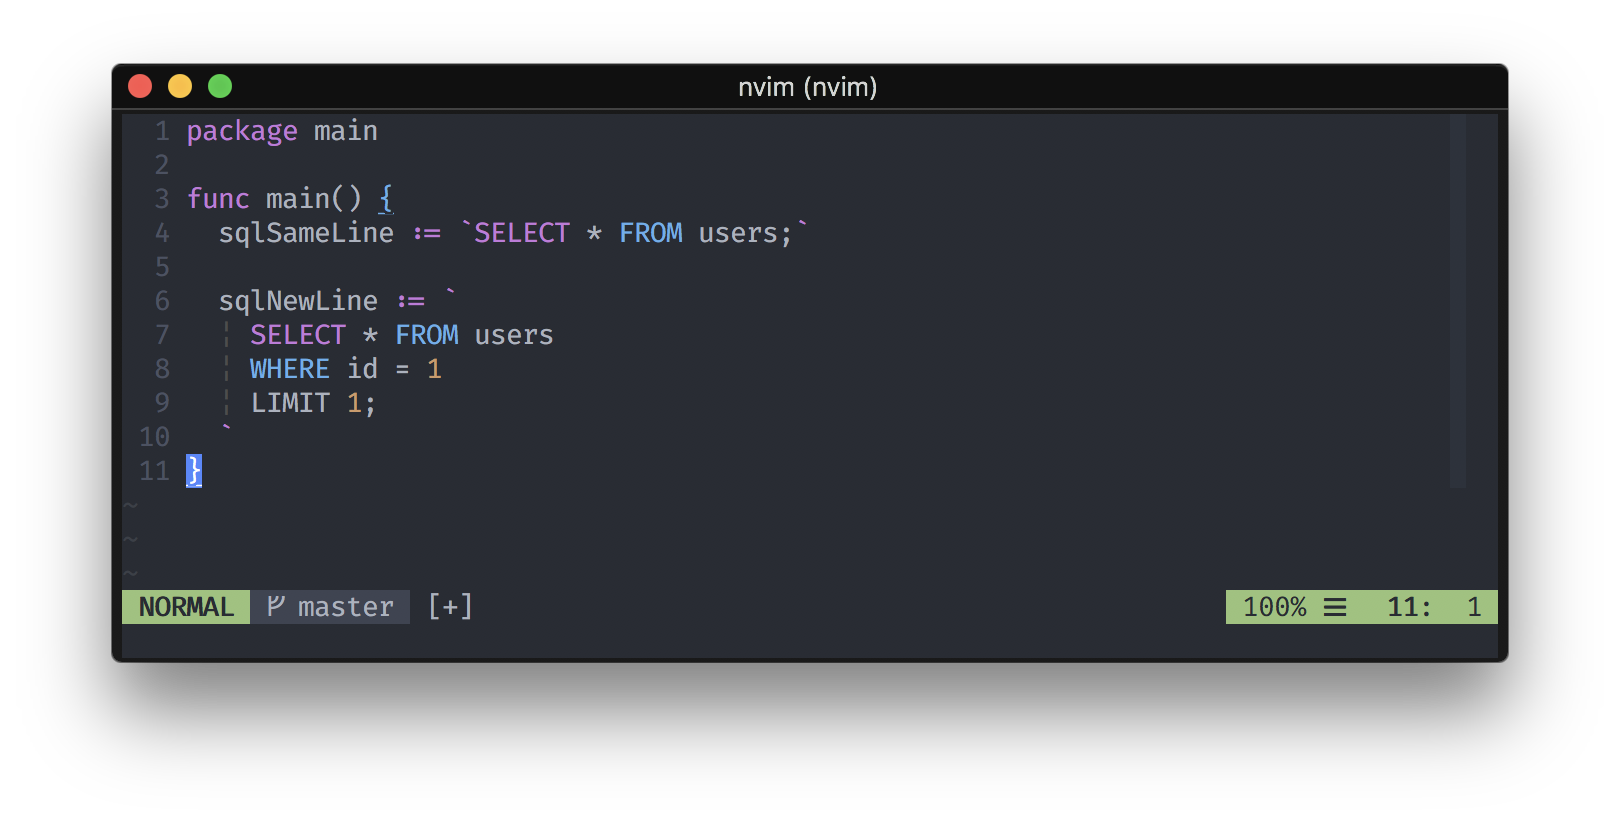 nvim (nvim)
1 package main
2
3 func main() {
4   sqlSameLine := `SELECT * FROM users;`
5
6   sqlNewLine := `
7   ¦ SELECT * FROM users
8   ¦ WHERE id = 1
9   ¦ LIMIT 1;
10   `
11 }
~
~
~
NORMAL master [+] 100% ☰ 11: 1